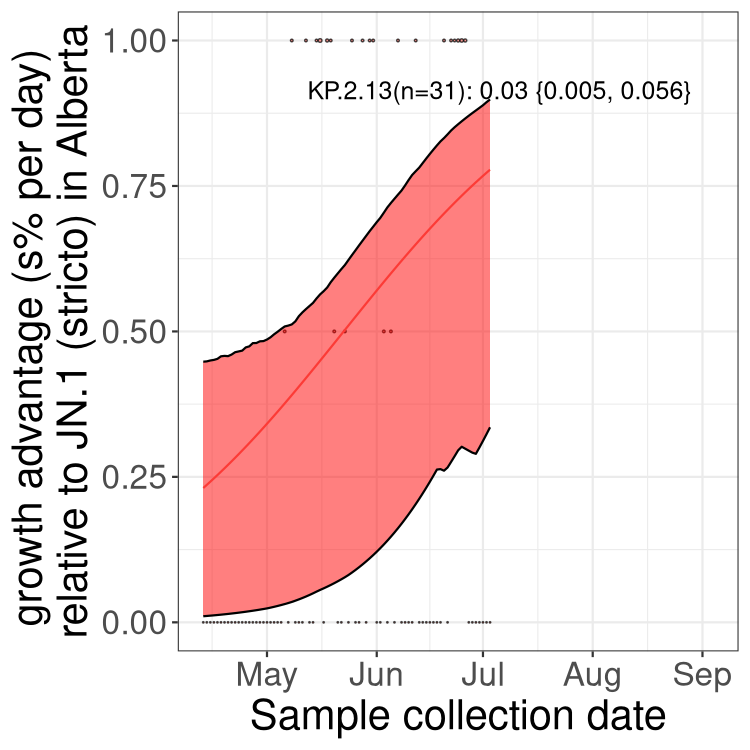 growth advantage (s% per day)
relative to JN.1 (stricto) in Alberta
1.00
0.75
0.50
0.25
0.00
KP.2.13(n=31): 0.03 {0.005, 0.056}
May Jun Jul Aug Sep
Sample collection date